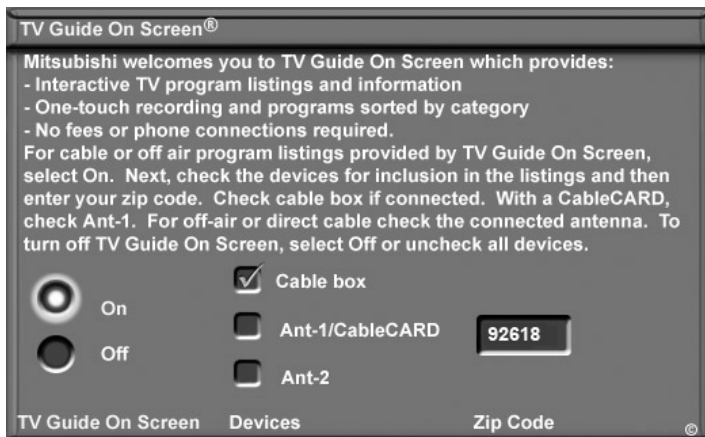 TV Guide On Screen®
Mitsubishi welcomes you to TV Guide On Screen which provides:
- Interactive TV program listings and information
- One-touch recording and programs sorted by category
- No fees or phone connections required.
For cable or off air program listings provided by TV Guide On Screen,
select On. Next, check the devices for inclusion in the listings and then
enter your zip code. Check cable box if connected. With a CableCARD,
check Ant-1. For off-air or direct cable check the connected antenna. To
turn off TV Guide On Screen, select Off or uncheck all devices.
Cable box
On
Ant-1/CableCARD
92618
Off
Ant-2
TV Guide On Screen Devices Zip Code ©